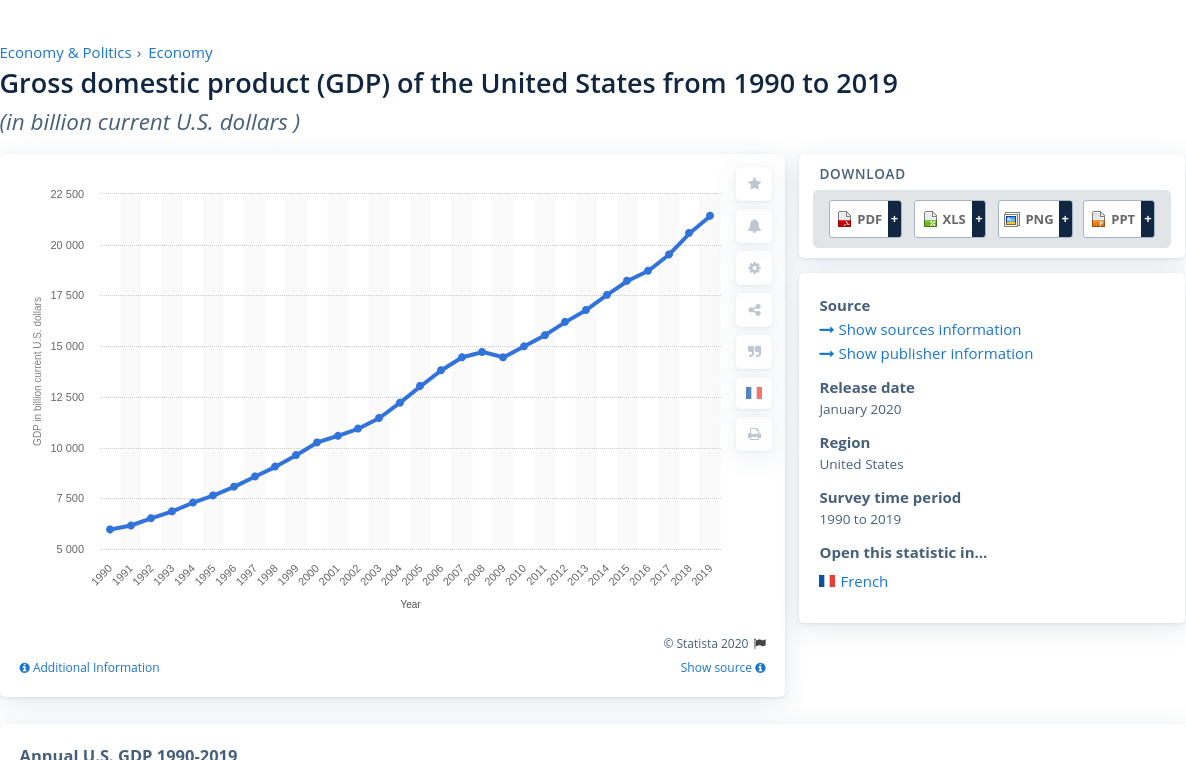 Economy & Politics › Economy
Gross domestic product (GDP) of the United States from 1990 to 2019
(in billion current U.S. dollars )
22 500
20 000
17 500
15 000
12 500
10 000
7 500
5 000
GDP in billion current U.S. dollars
1990 1991 1992 1993 1994 1995 1996 1997 1998 1999 2000 2001 2002 2003 2004 2005 2006 2007 2008 2009 2010 2011 2012 2013 2014 2015 2016 2017 2018 2019
Year
© Statista 2020
Additional Information
Show source
DOWNLOAD
PDF + XLS + PNG + PPT +
Source
Show sources information
Show publisher information
Release date
January 2020
Region
United States
Survey time period
1990 to 2019
Open this statistic in...
French
Annual U.S. GDP 1990-2019